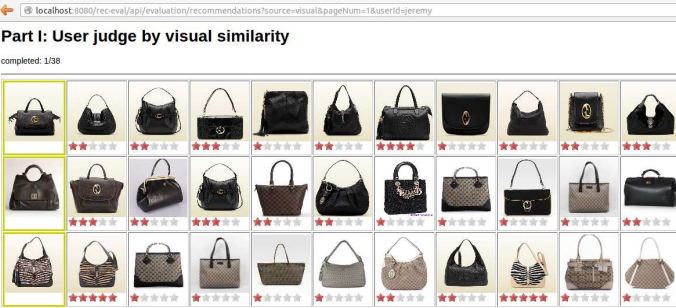 localhost:8080/rec-eval/api/evaluation/recommendations?source=visual&pageNum=1&userId=jeremy
Part I: User judge by visual similarity
completed: 1/38